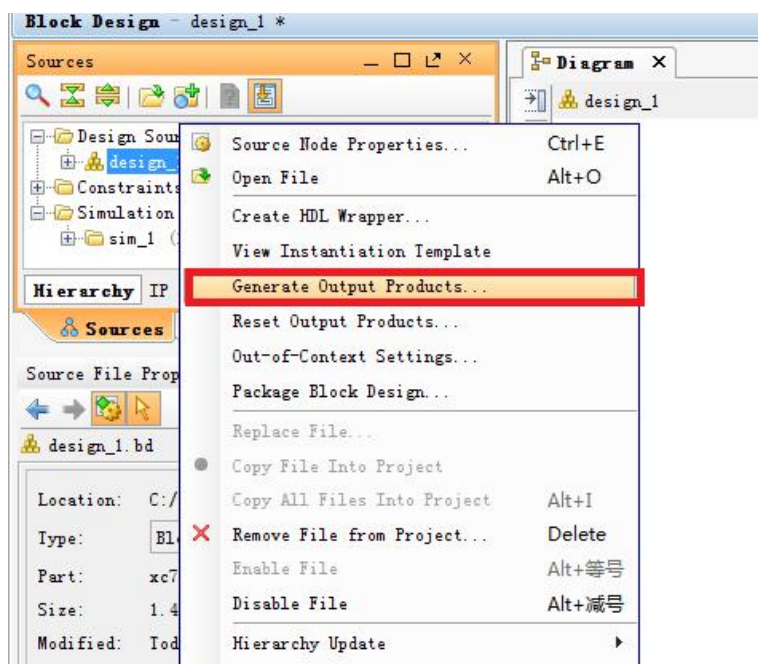 Block Design - design_1 *
Sources
Diagram
design_1
Design Sour
design_
Constraints
Simulation
sim_1
Hierarchy IP
Sources
Source Node Properties... Ctrl+E
Open File Alt+O
Create HDL Wrapper...
View Instantiation Template
Generate Output Products...
Reset Output Products...
Out-of-Context Settings...
Package Block Design...
Replace File...
Copy File Into Project
Copy All Files Into Project Alt+I
Remove File from Project... Delete
Enable File Alt+等号
Disable File Alt+减号
Hierarchy Update
Source File Prop
design_1.bd
Location: C:/
Type: Bl
Part: xc7
Size: 1.4
Modified: Tod